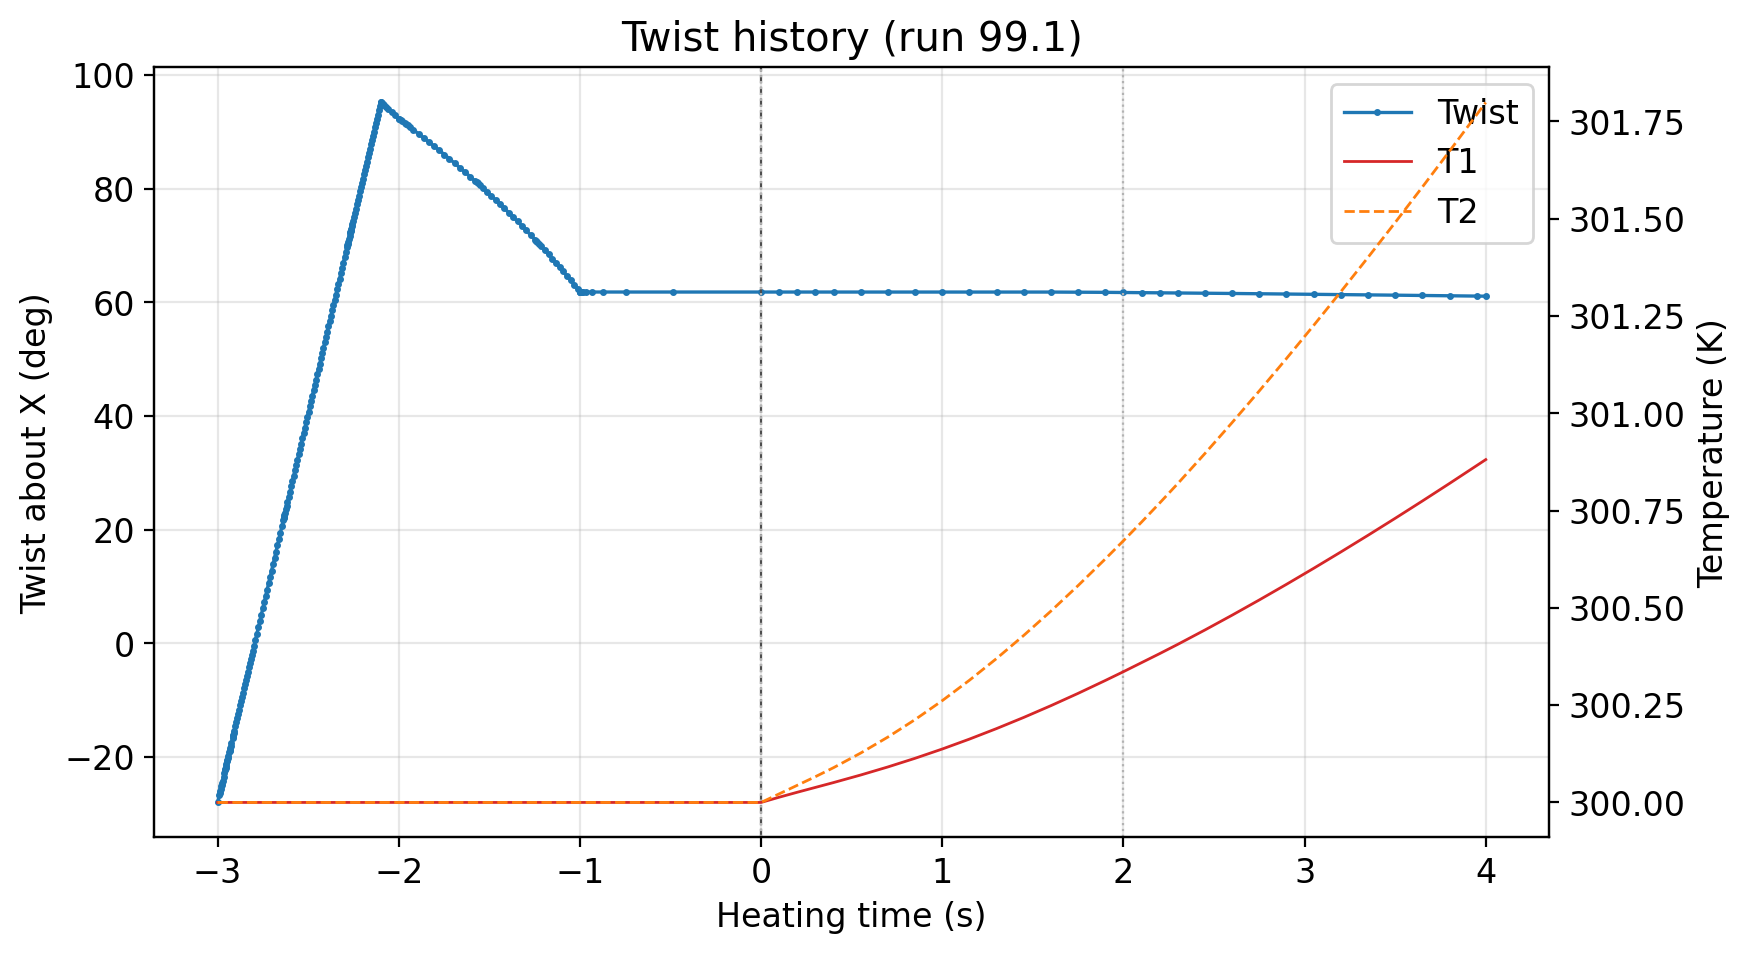 Twist history (run 99.1)
100
80
60
40
20
0
−20
Twist about X (deg)
Twist
T1
T2
301.75
301.50
301.25
301.00
300.75
300.50
300.25
300.00
Temperature (K)
−3 −2 −1 0 1 2 3 4
Heating time (s)